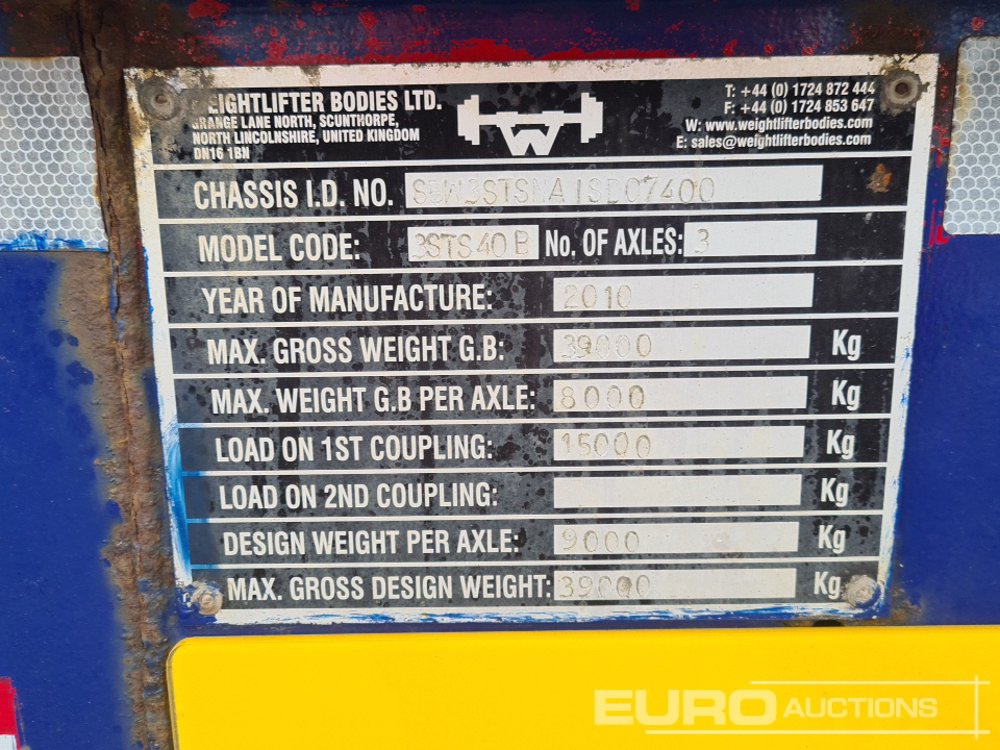 WEIGHTLIFTER BODIES LTD.
GRANGE LANE NORTH, SCUNTHORPE,
NORTH LINCOLNSHIRE, UNITED KINGDOM
DN16 1BN
W
T: +44 (0) 1724 872 444
F: +44 (0) 1724 853 647
W: www.weightlifterbodies.com
E: sales@weightlifterbodies.com
CHASSIS I.D. NO.
MODEL CODE: 3STS40B No. OF AXLES: 3
YEAR OF MANUFACTURE: 2010
MAX. GROSS WEIGHT G.B: 39000 Kg
MAX. WEIGHT G.B PER AXLE: 8000 Kg
LOAD ON 1ST COUPLING: 15000 Kg
LOAD ON 2ND COUPLING: Kg
DESIGN WEIGHT PER AXLE: 9000 Kg
MAX. GROSS DESIGN WEIGHT: 39000 Kg
EURO AUCTIONS